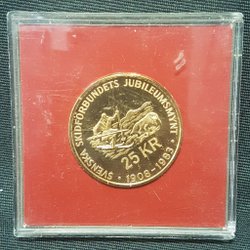 SVENSKA SKIDFÖRBUNDETS JUBILEUMSMYNT
25 KR
• 1908-1983 •